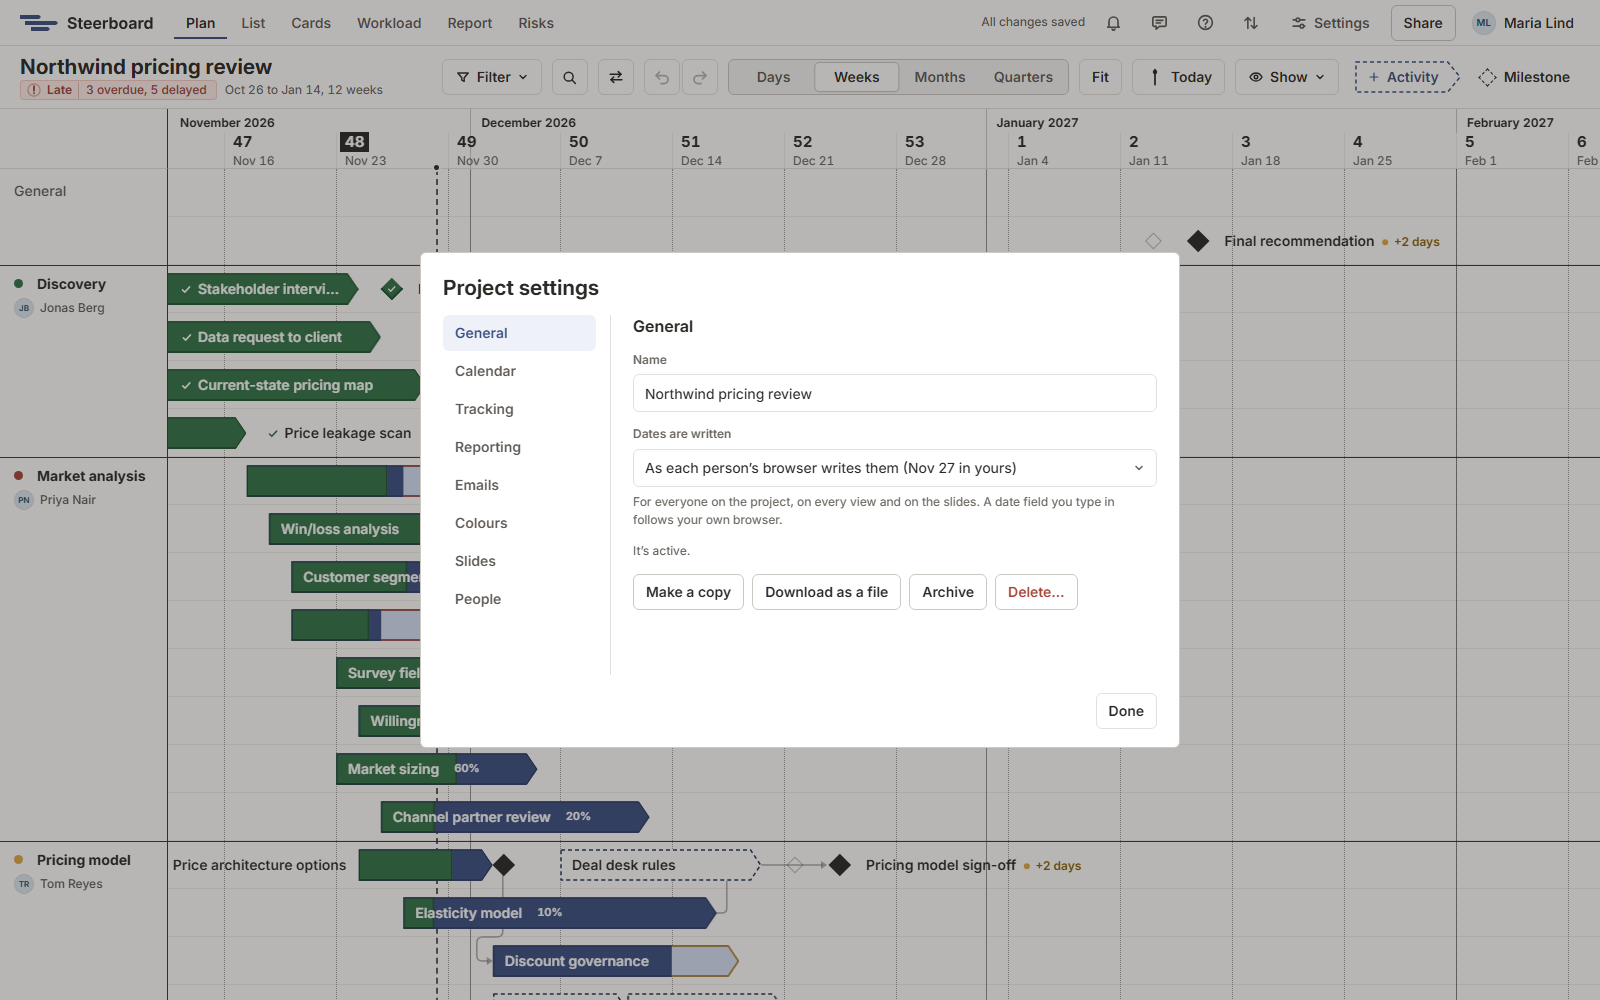 Steerboard
Plan
List
Cards
Workload
Report
Risks
All changes saved
Settings
Share
ML
Maria Lind
Northwind pricing review
Late
3 overdue, 5 delayed
Oct 26 to Jan 14, 12 weeks
Filter
Days
Weeks
Months
Quarters
Fit
Today
Show
+ Activity
Milestone
November 2026
December 2026
January 2027
February 2027
47
48
49
50
51
52
53
1
2
3
4
5
6
Nov 16
Nov 23
Nov 30
Dec 7
Dec 14
Dec 21
Dec 28
Jan 4
Jan 11
Jan 18
Jan 25
Feb 1
Feb
General
Final recommendation
+2 days
Discovery
JB
Jonas Berg
Stakeholder intervi...
Data request to client
Current-state pricing map
Price leakage scan
Market analysis
PN
Priya Nair
Win/loss analysis
Customer segme
Survey fiel
Willingr
Market sizing
60%
Channel partner review
20%
Pricing model
TR
Tom Reyes
Price architecture options
Deal desk rules
Pricing model sign-off
+2 days
Elasticity model
10%
Discount governance
Project settings
General
Calendar
Tracking
Reporting
Emails
Colours
Slides
People
General
Name
Northwind pricing review
Dates are written
As each person's browser writes them (Nov 27 in yours)
For everyone on the project, on every view and on the slides. A date field you type in
follows your own browser.
It's active.
Make a copy
Download as a file
Archive
Delete...
Done